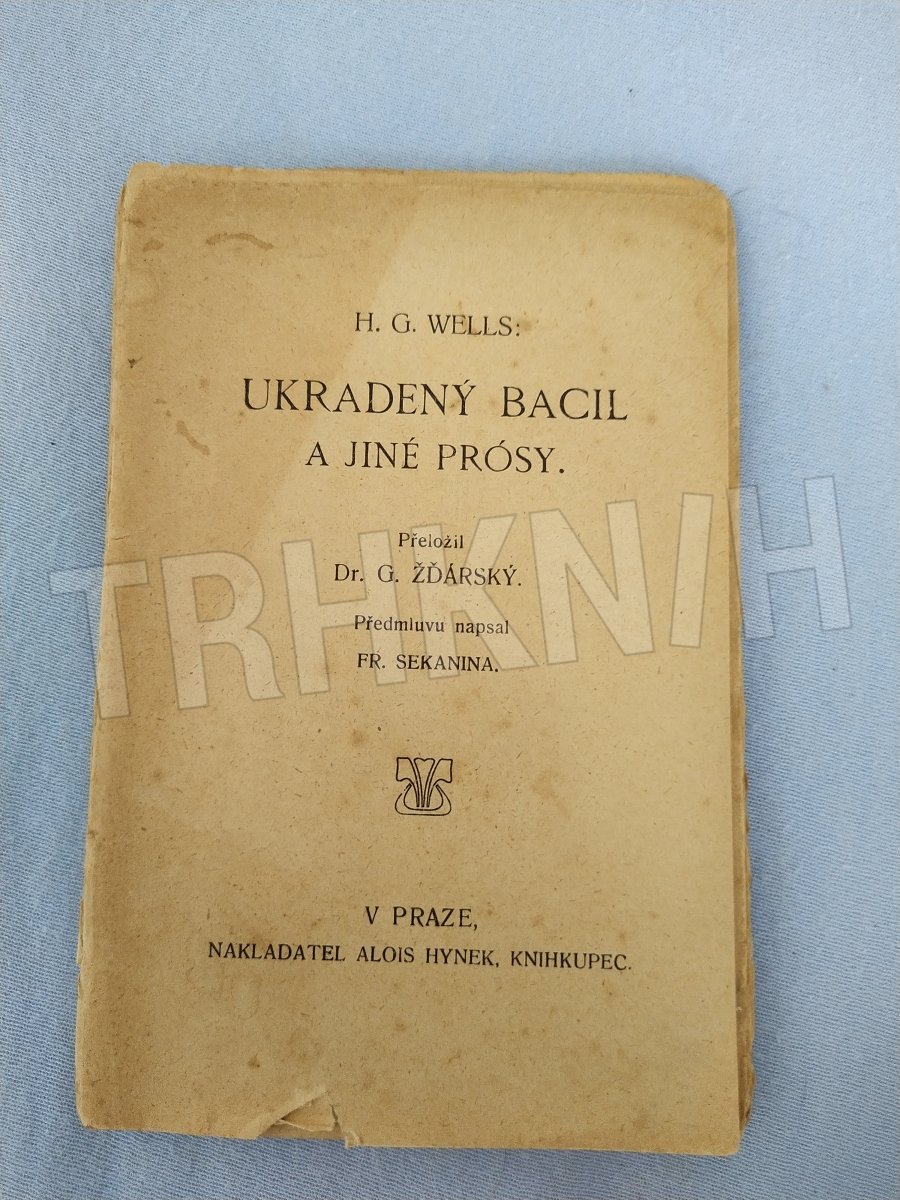 H. G. WELLS:
UKRADENÝ BACIL
A JINÉ PRÓSY.
Přeložil
Dr. G. ŽĎÁRSKÝ.
Předmluvu napsal
FR. SEKANINA.
V PRAZE,
NAKLADATEL ALOIS HYNEK, KNIHKUPEC.
TRHKNIH